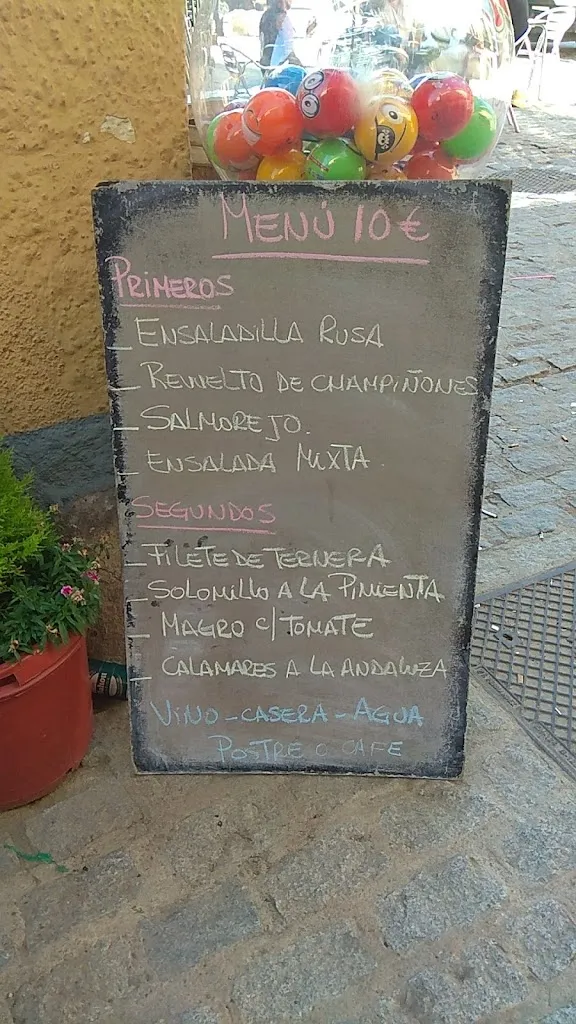 MENÚ 10 €
PRIMEROS
– ENSALADILLA RUSA
– REVUELTO DE CHAMPIÑONES
– SALMOREJO.
– ENSALADA MIXTA.
SEGUNDOS
– FILETE DE TERNERA
– SOLOMILLO A LA PIMIENTA
– MAGRO C/ TOMATE
– CALAMARES A LA ANDALUZA
VINO - CASERA - AGUA
POSTRE O CAFE